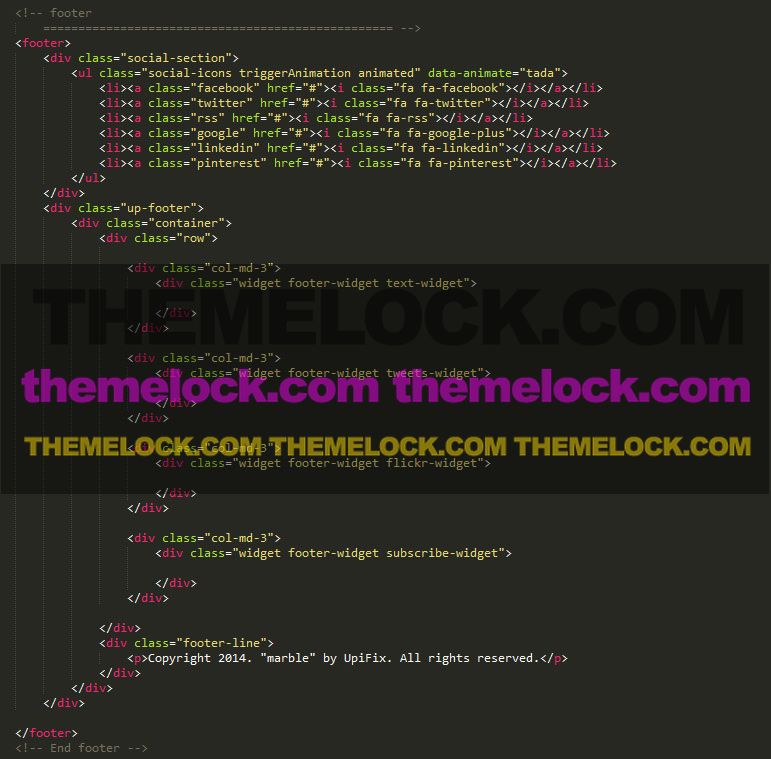 <!-- footer
================================================== -->
<footer>
<div class="social-section">
<ul class="social-icons triggerAnimation animated" data-animate="tada">
<li><a class="facebook" href="#"><i class="fa fa-facebook"></i></a></li>
<li><a class="twitter" href="#"><i class="fa fa-twitter"></i></a></li>
<li><a class="rss" href="#"><i class="fa fa-rss"></i></a></li>
<li><a class="google" href="#"><i class="fa fa-google-plus"></i></a></li>
<li><a class="linkedin" href="#"><i class="fa fa-linkedin"></i></a></li>
<li><a class="pinterest" href="#"><i class="fa fa-pinterest"></i></a></li>
</ul>
</div>
<div class="up-footer">
<div class="container">
<div class="row">
<div class="col-md-3">
<div class="widget footer-widget text-widget">
THEMELOCK.COM
</div>
</div>
<div class="col-md-3">
<div class="widget footer-widget tweets-widget">
themelock.com themelock.com
</div>
</div>
THEMELOCK.COM THEMELOCK.COM THEMELOCK.COM
<div class="col-md-3">
<div class="widget footer-widget flickr-widget">
</div>
</div>
<div class="col-md-3">
<div class="widget footer-widget subscribe-widget">
</div>
</div>
</div>
<div class="footer-line">
<p>Copyright 2014. "marble" by UpiFix. All rights reserved.</p>
</div>
</div>
</div>
</footer>
<!-- End footer -->